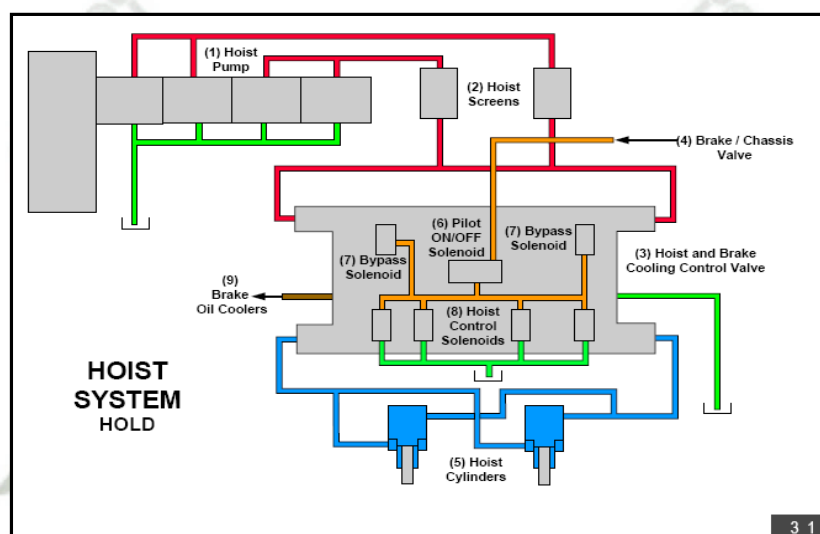 (1) Hoist
Pump
(2) Hoist
Screens
(4) Brake / Chassis
Valve
(6) Pilot
ON/OFF
Solenoid
(7) Bypass
Solenoid
(7) Bypass
Solenoid
(3) Hoist and Brake
Cooling Control Valve
(9)
Brake
Oil Coolers
(8) Hoist
Control
Solenoids
HOIST
SYSTEM
HOLD
(5) Hoist
Cylinders
31